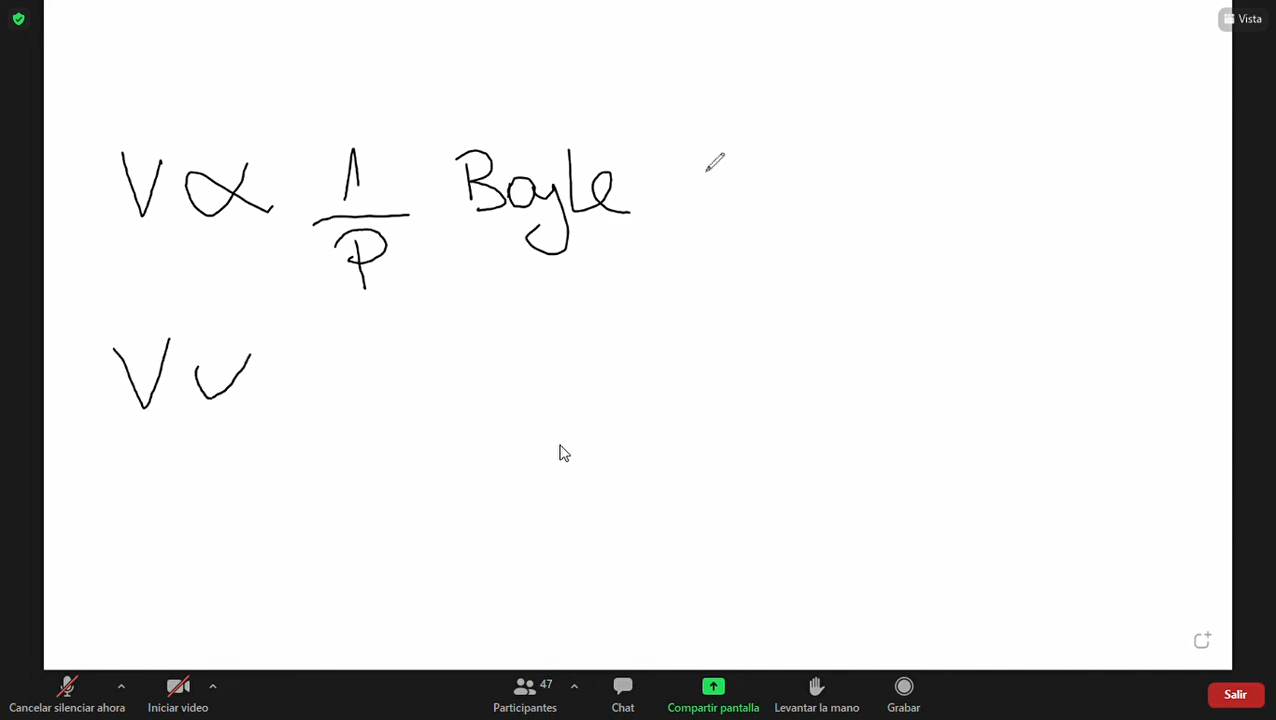 Vista
V ∝ 1/P Boyle
V
Cancelar silenciar ahora
Iniciar video
47
Participantes
Chat
Compartir pantalla
Levantar la mano
Grabar
Salir